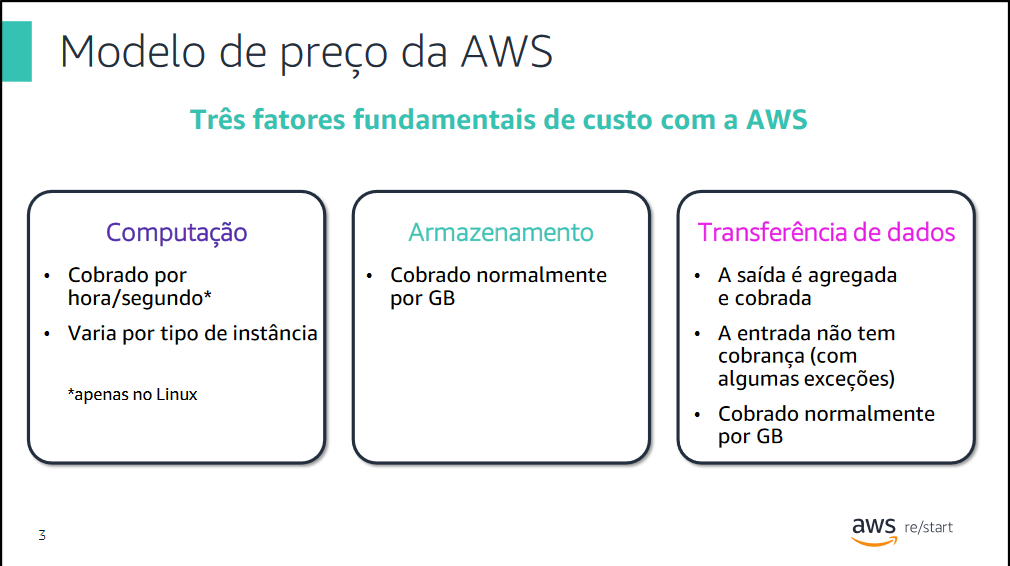 Modelo de preço da AWS
Três fatores fundamentais de custo com a AWS
Computação
• Cobrado por
hora/segundo*
• Varia por tipo de instância
*apenas no Linux
Armazenamento
• Cobrado normalmente
por GB
Transferência de dados
• A saída é agregada
e cobrada
• A entrada não tem
cobrança (com
algumas exceções)
• Cobrado normalmente
por GB
3
aws re/start